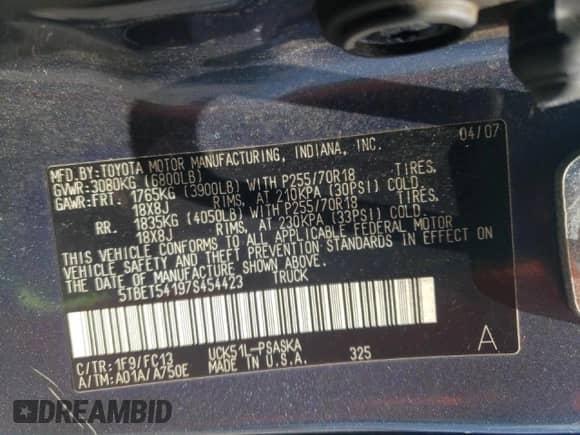 MFD.BY:TOYOTA MOTOR MANUFACTURING, INDIANA, INC. 04/07
GVWR:3080KG (6800LB)
GAWR:FRT. 1765KG (3900LB) WITH P255/70R18 TIRES,
18X8J RIMS, AT 210KPA (30PSI) COLD.
RR. 1835KG (4050LB) WITH P255/70R18 TIRES,
18X8J RIMS, AT 230KPA (33PSI) COLD.
THIS VEHICLE CONFORMS TO ALL APPLICABLE FEDERAL MOTOR
VEHICLE SAFETY AND THEFT PREVENTION STANDARDS IN EFFECT ON
THE DATE OF MANUFACTURE SHOWN ABOVE.
5TBET54197S454423 TRUCK
C/TR:1F9/FC13 UCK51L-PSASKA A
A/TM:A01A/A750E MADE IN U.S.A. 325
DREAMBID